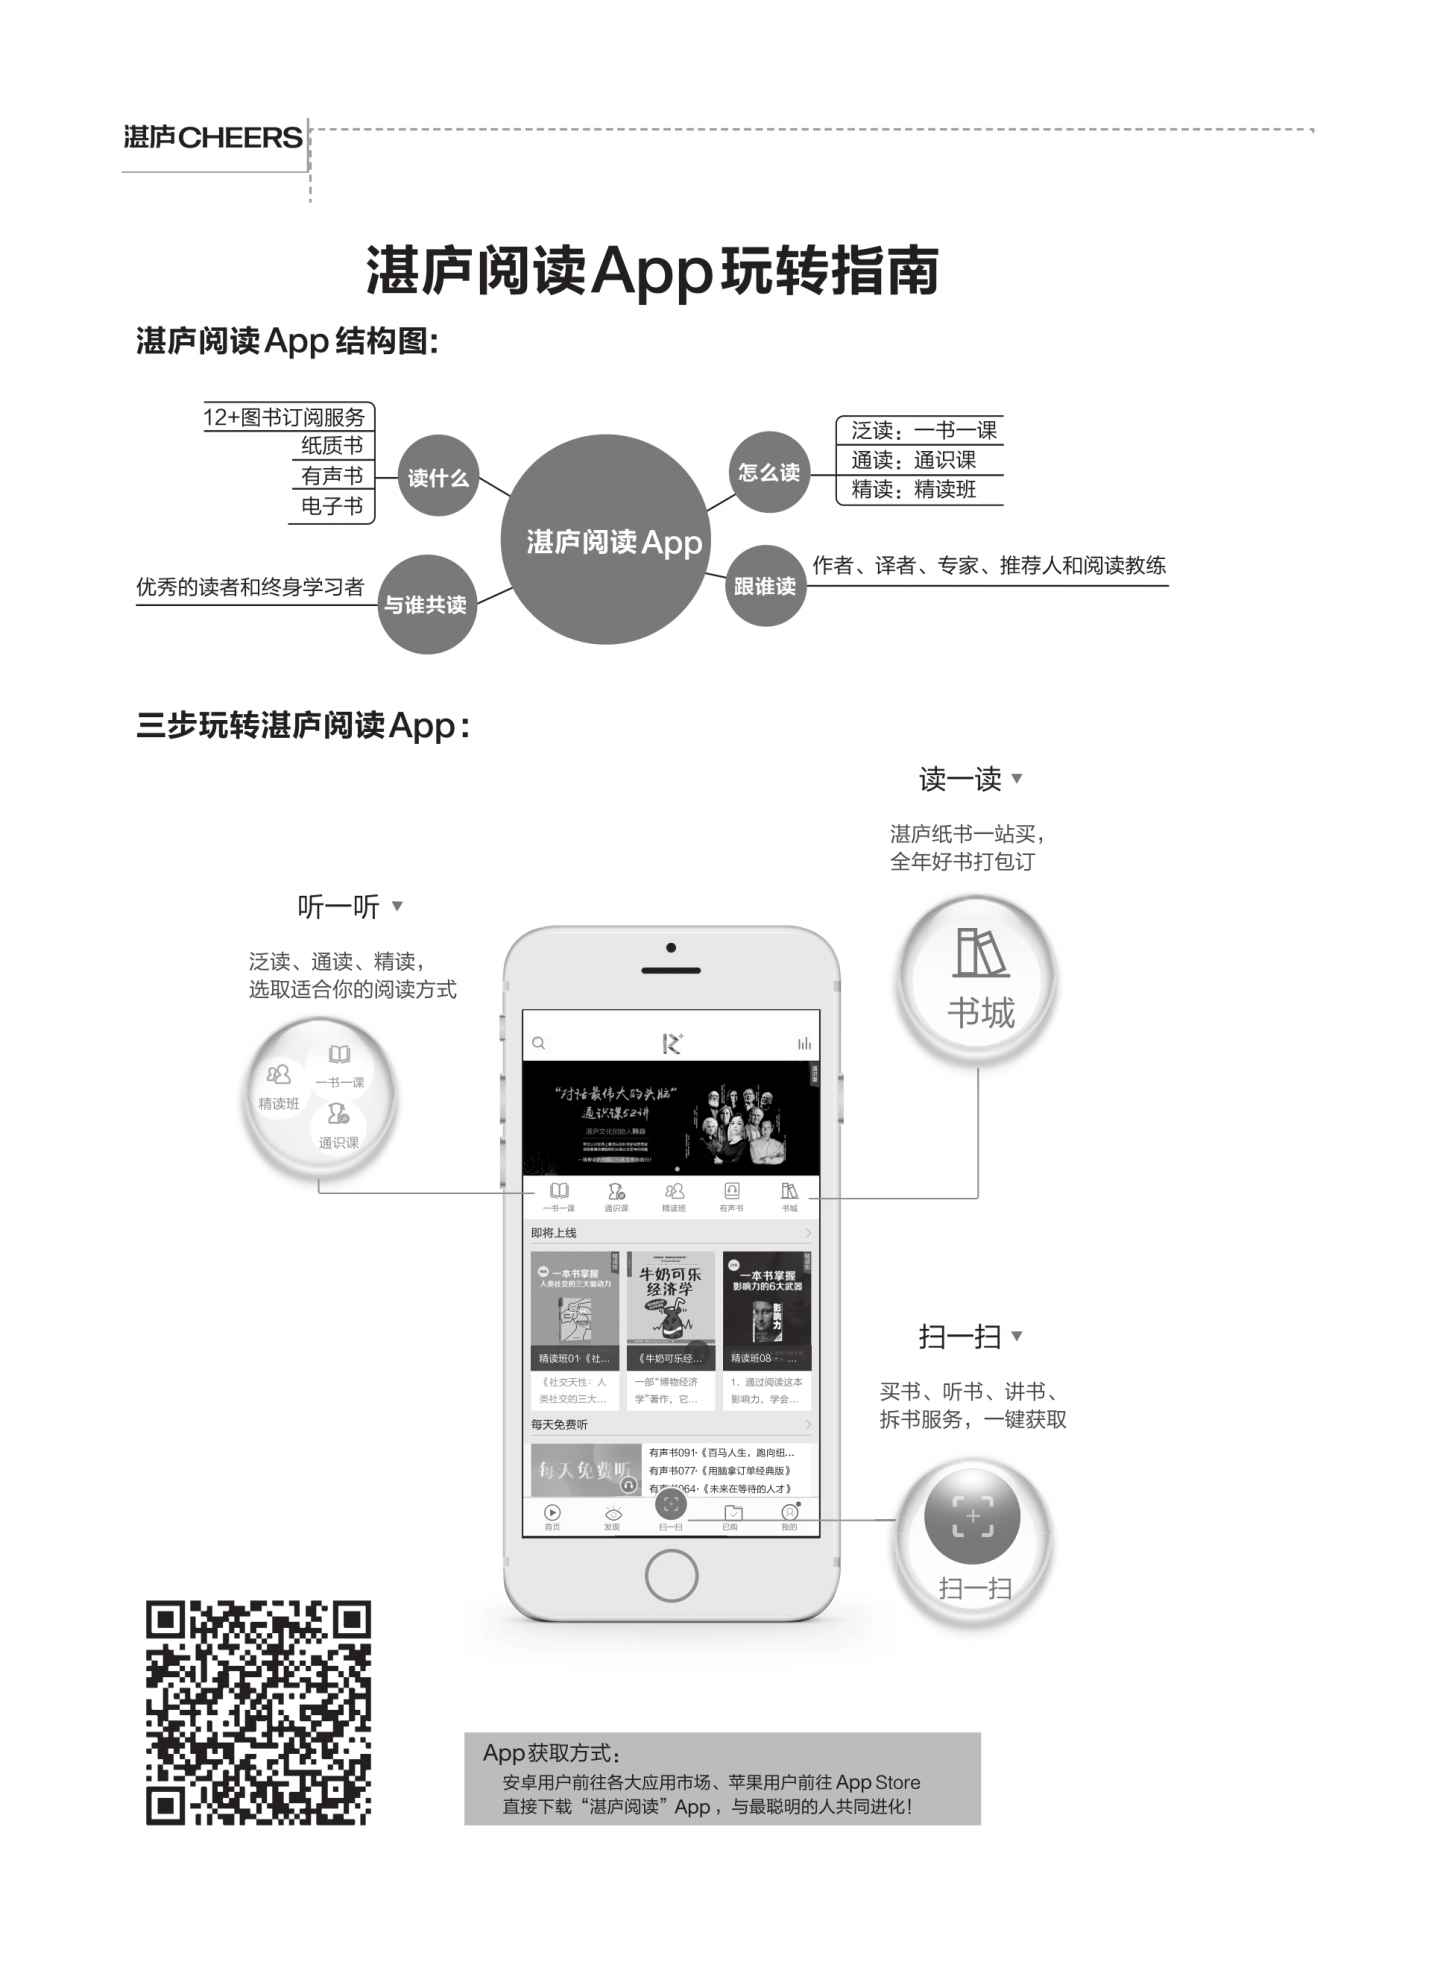 湛庐CHEERS
湛庐阅读App玩转指南
湛庐阅读App结构图:
12+图书订阅服务
纸质书
有声书
电子书
读什么
优秀的读者和终身学习者
与谁共读
湛庐阅读App
怎么读
泛读：一书一课
通读：通识课
精读：精读班
跟谁读
作者、译者、专家、推荐人和阅读教练
三步玩转湛庐阅读App：
读一读
湛庐纸书一站买，
全年好书打包订
书城
听一听
泛读、通读、精读，
选取适合你的阅读方式
一书一课
精读班
通识课
“对话最伟大的头脑”
通识课52讲
一书一课 通识课 精读班 有声书 书城
即将上线
一本书掌握
人类社交的三大驱动力
精读班01·《社...
《社交天性：人
类社交的三大...
牛奶可乐
经济学
《牛奶可乐经...
一部“博物经济
学”著作，它...
一本书掌握
影响力的6大武器
影响力
精读班08· ...
1、通过阅读这本
影响力，学会...
每天免费听
每天免费听
有声书091·《百马人生，跑向纽...
有声书077·《用脑拿订单经典版》
有声书064·《未来在等待的人才》
首页 发现 扫一扫 已购 我的
扫一扫
买书、听书、讲书、
拆书服务，一键获取
扫一扫
App获取方式：
安卓用户前往各大应用市场、苹果用户前往 App Store
直接下载“湛庐阅读”App，与最聪明的人共同进化！